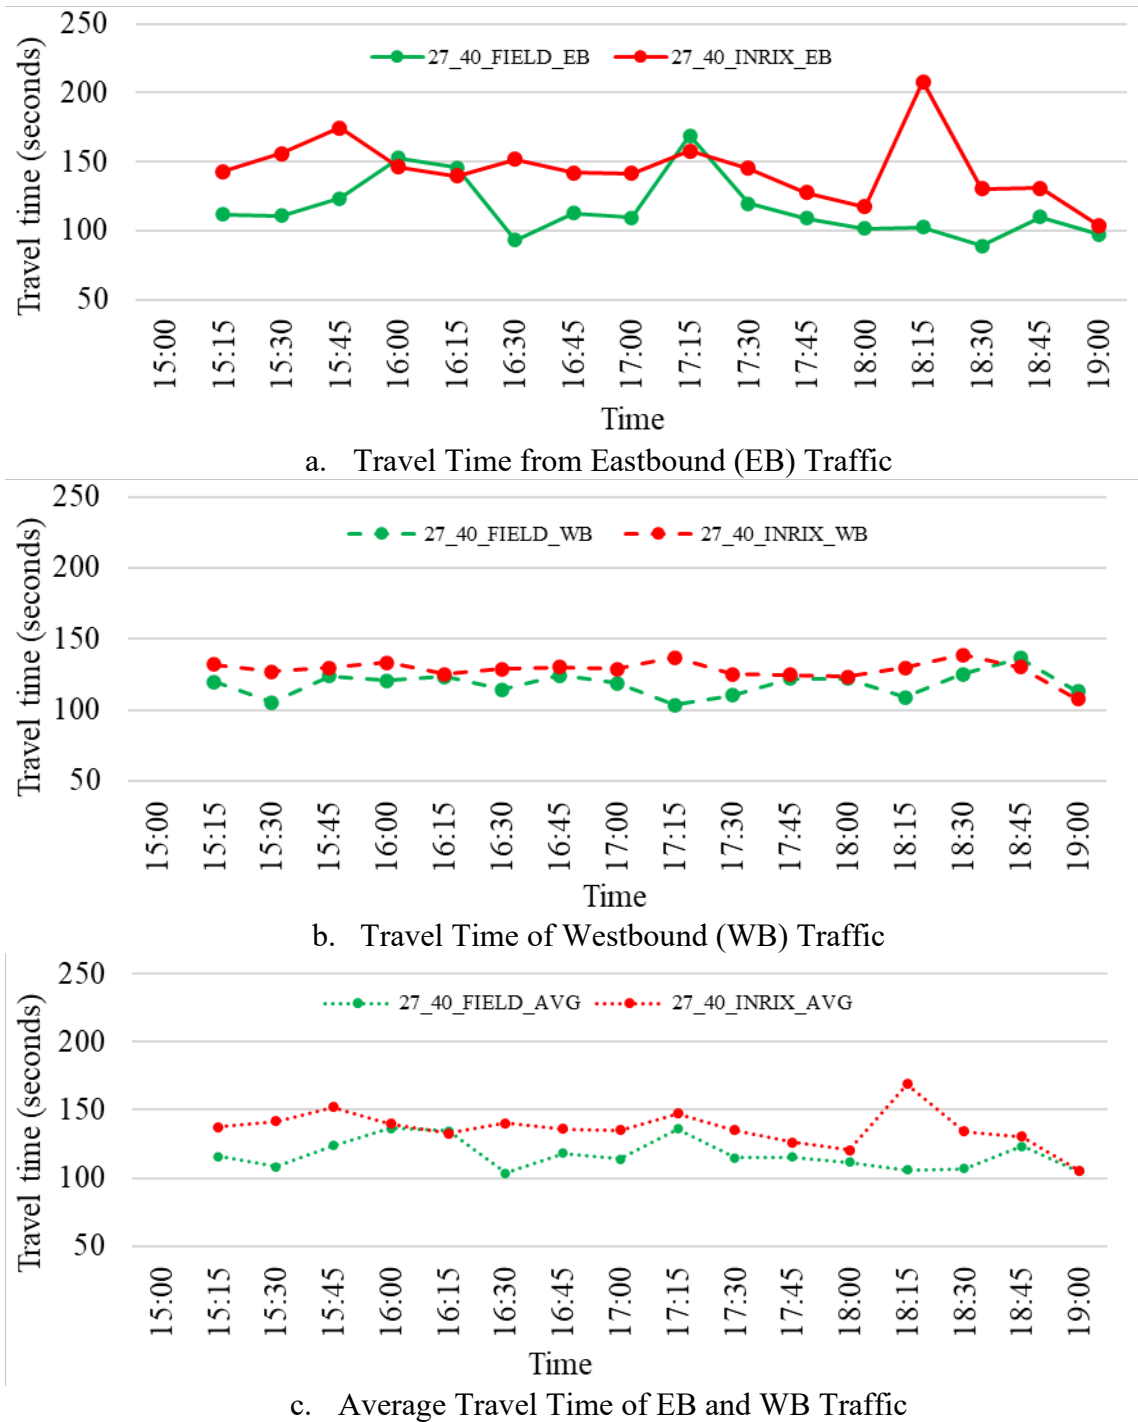 250
27_40_FIELD_EB 27_40_INRIX_EB
200
150
100
50
Travel time (seconds)
15:00 15:15 15:30 15:45 16:00 16:15 16:30 16:45 17:00 17:15 17:30 17:45 18:00 18:15 18:30 18:45 19:00
Time
a. Travel Time from Eastbound (EB) Traffic
250
27_40_FIELD_WB 27_40_INRIX_WB
200
150
100
50
Travel time (seconds)
15:00 15:15 15:30 15:45 16:00 16:15 16:30 16:45 17:00 17:15 17:30 17:45 18:00 18:15 18:30 18:45 19:00
Time
b. Travel Time of Westbound (WB) Traffic
250
27_40_FIELD_AVG 27_40_INRIX_AVG
200
150
100
50
Travel time (seconds)
15:00 15:15 15:30 15:45 16:00 16:15 16:30 16:45 17:00 17:15 17:30 17:45 18:00 18:15 18:30 18:45 19:00
Time
c. Average Travel Time of EB and WB Traffic